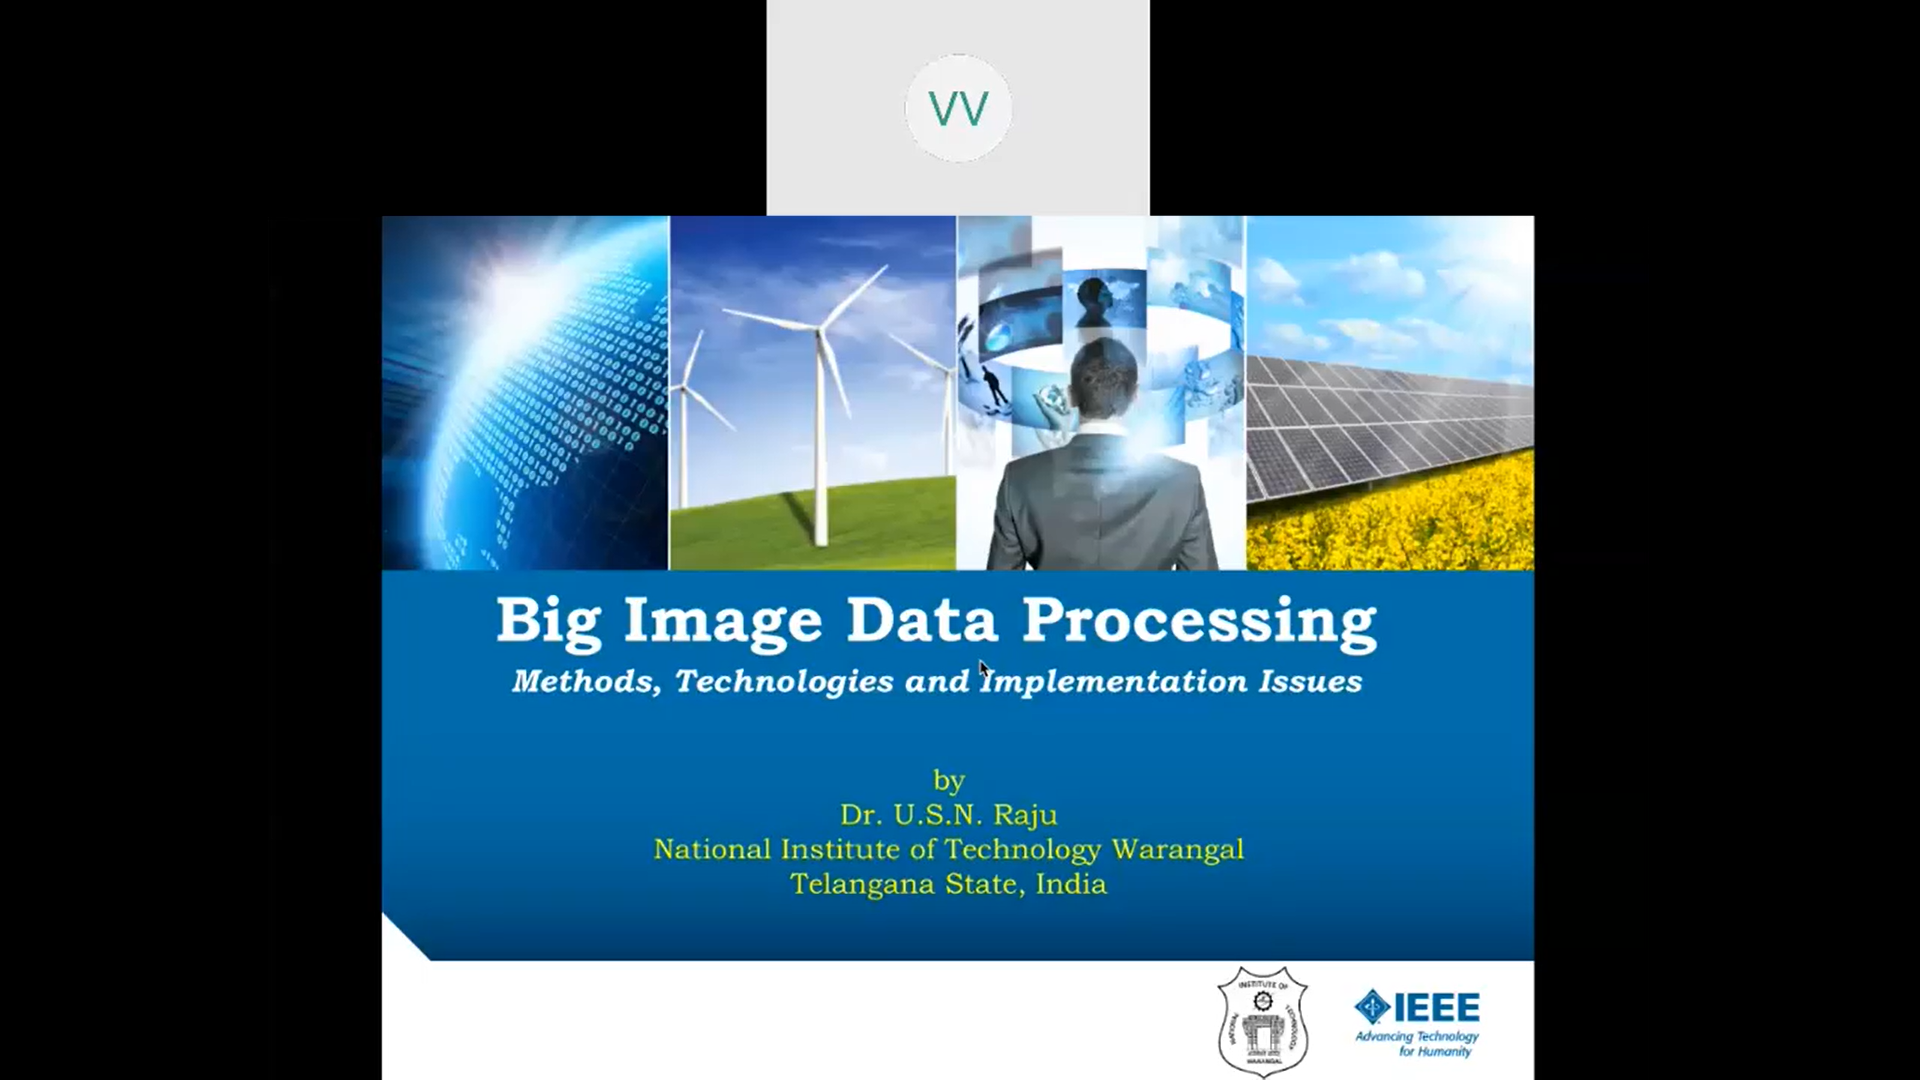 VV
Big Image Data Processing
Methods, Technologies and Implementation Issues
by
Dr. U.S.N. Raju
National Institute of Technology Warangal
Telangana State, India
INSTITUTE OF
TECHNOLOGY
WARANGAL
IEEE
Advancing Technology
for Humanity